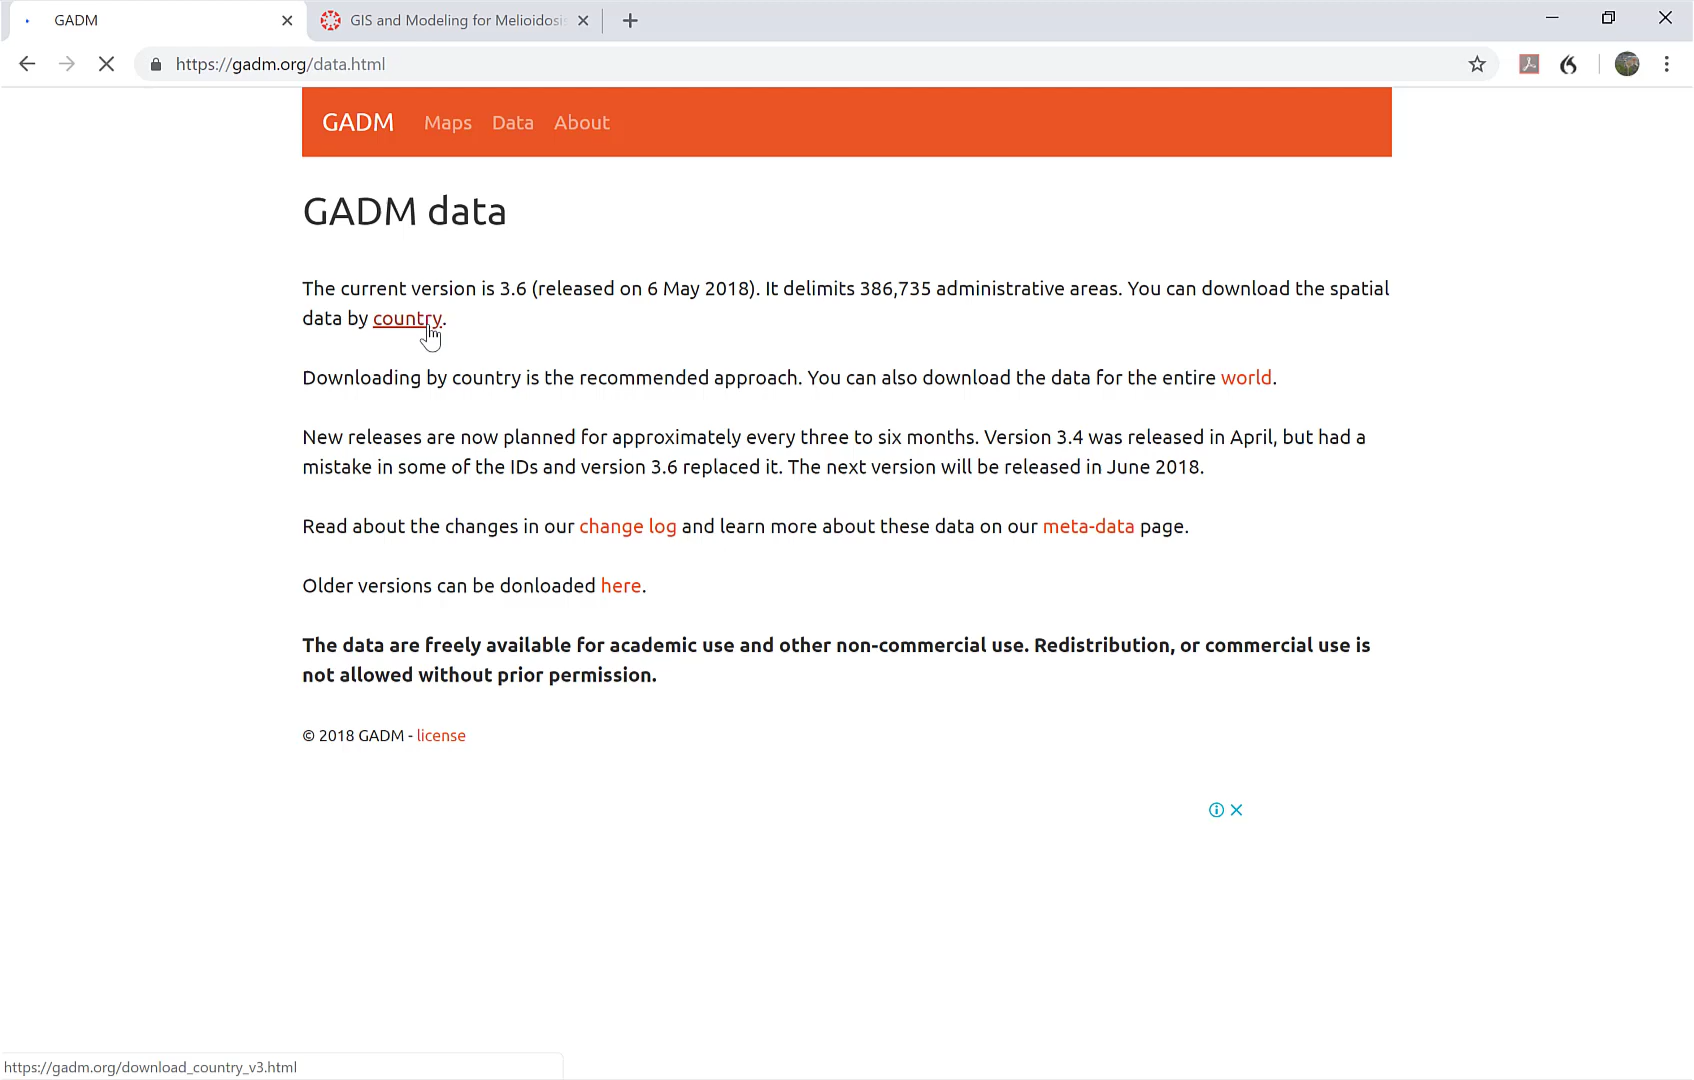 GADM
GIS and Modeling for Melioidosis
https://gadm.org/data.html
GADM Maps Data About
GADM data
The current version is 3.6 (released on 6 May 2018). It delimits 386,735 administrative areas. You can download the spatial
data by country.
Downloading by country is the recommended approach. You can also download the data for the entire world.
New releases are now planned for approximately every three to six months. Version 3.4 was released in April, but had a
mistake in some of the IDs and version 3.6 replaced it. The next version will be released in June 2018.
Read about the changes in our change log and learn more about these data on our meta-data page.
Older versions can be donloaded here.
The data are freely available for academic use and other non-commercial use. Redistribution, or commercial use is
not allowed without prior permission.
© 2018 GADM - license
https://gadm.org/download_country_v3.html